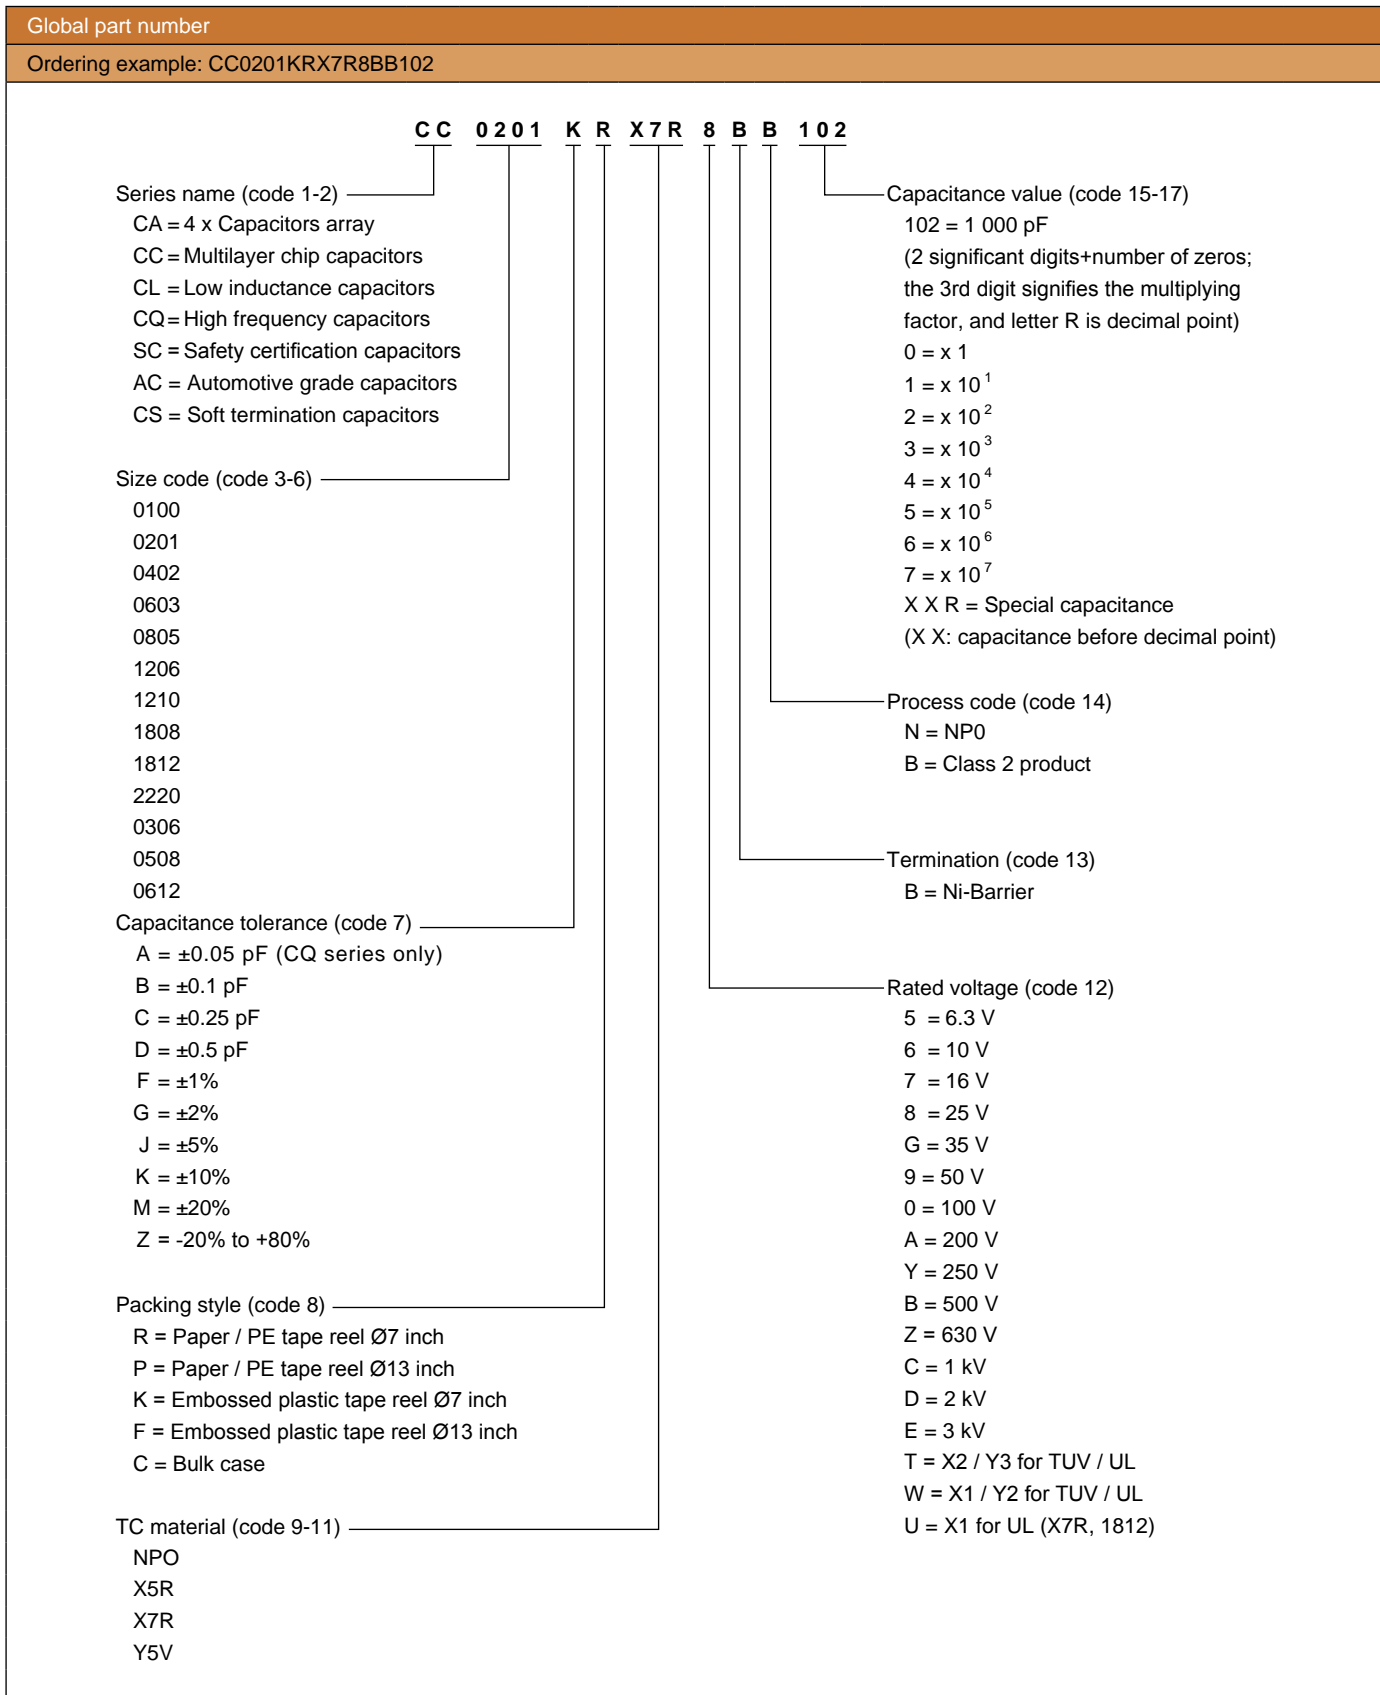 Global part number
Ordering example: CC0201KRX7R8BB102
CC 0201 K R X7R 8 B B 102
Series name (code 1-2)
CA = 4 x Capacitors array
CC = Multilayer chip capacitors
CL = Low inductance capacitors
CQ = High frequency capacitors
SC = Safety certification capacitors
AC = Automotive grade capacitors
CS = Soft termination capacitors
Size code (code 3-6)
0100
0201
0402
0603
0805
1206
1210
1808
1812
2220
0306
0508
0612
Capacitance tolerance (code 7)
A = ±0.05 pF (CQ series only)
B = ±0.1 pF
C = ±0.25 pF
D = ±0.5 pF
F = ±1%
G = ±2%
J = ±5%
K = ±10%
M = ±20%
Z = -20% to +80%
Packing style (code 8)
R = Paper / PE tape reel Ø7 inch
P = Paper / PE tape reel Ø13 inch
K = Embossed plastic tape reel Ø7 inch
F = Embossed plastic tape reel Ø13 inch
C = Bulk case
TC material (code 9-11)
NPO
X5R
X7R
Y5V
Capacitance value (code 15-17)
102 = 1 000 pF
(2 significant digits+number of zeros;
the 3rd digit signifies the multiplying
factor, and letter R is decimal point)
0 = x 1
1 = x 10 ¹
2 = x 10 ²
3 = x 10 ³
4 = x 10 ⁴
5 = x 10 ⁵
6 = x 10 ⁶
7 = x 10 ⁷
X X R = Special capacitance
(X X: capacitance before decimal point)
Process code (code 14)
N = NP0
B = Class 2 product
Termination (code 13)
B = Ni-Barrier
Rated voltage (code 12)
5 = 6.3 V
6 = 10 V
7 = 16 V
8 = 25 V
G = 35 V
9 = 50 V
0 = 100 V
A = 200 V
Y = 250 V
B = 500 V
Z = 630 V
C = 1 kV
D = 2 kV
E = 3 kV
T = X2 / Y3 for TUV / UL
W = X1 / Y2 for TUV / UL
U = X1 for UL (X7R, 1812)